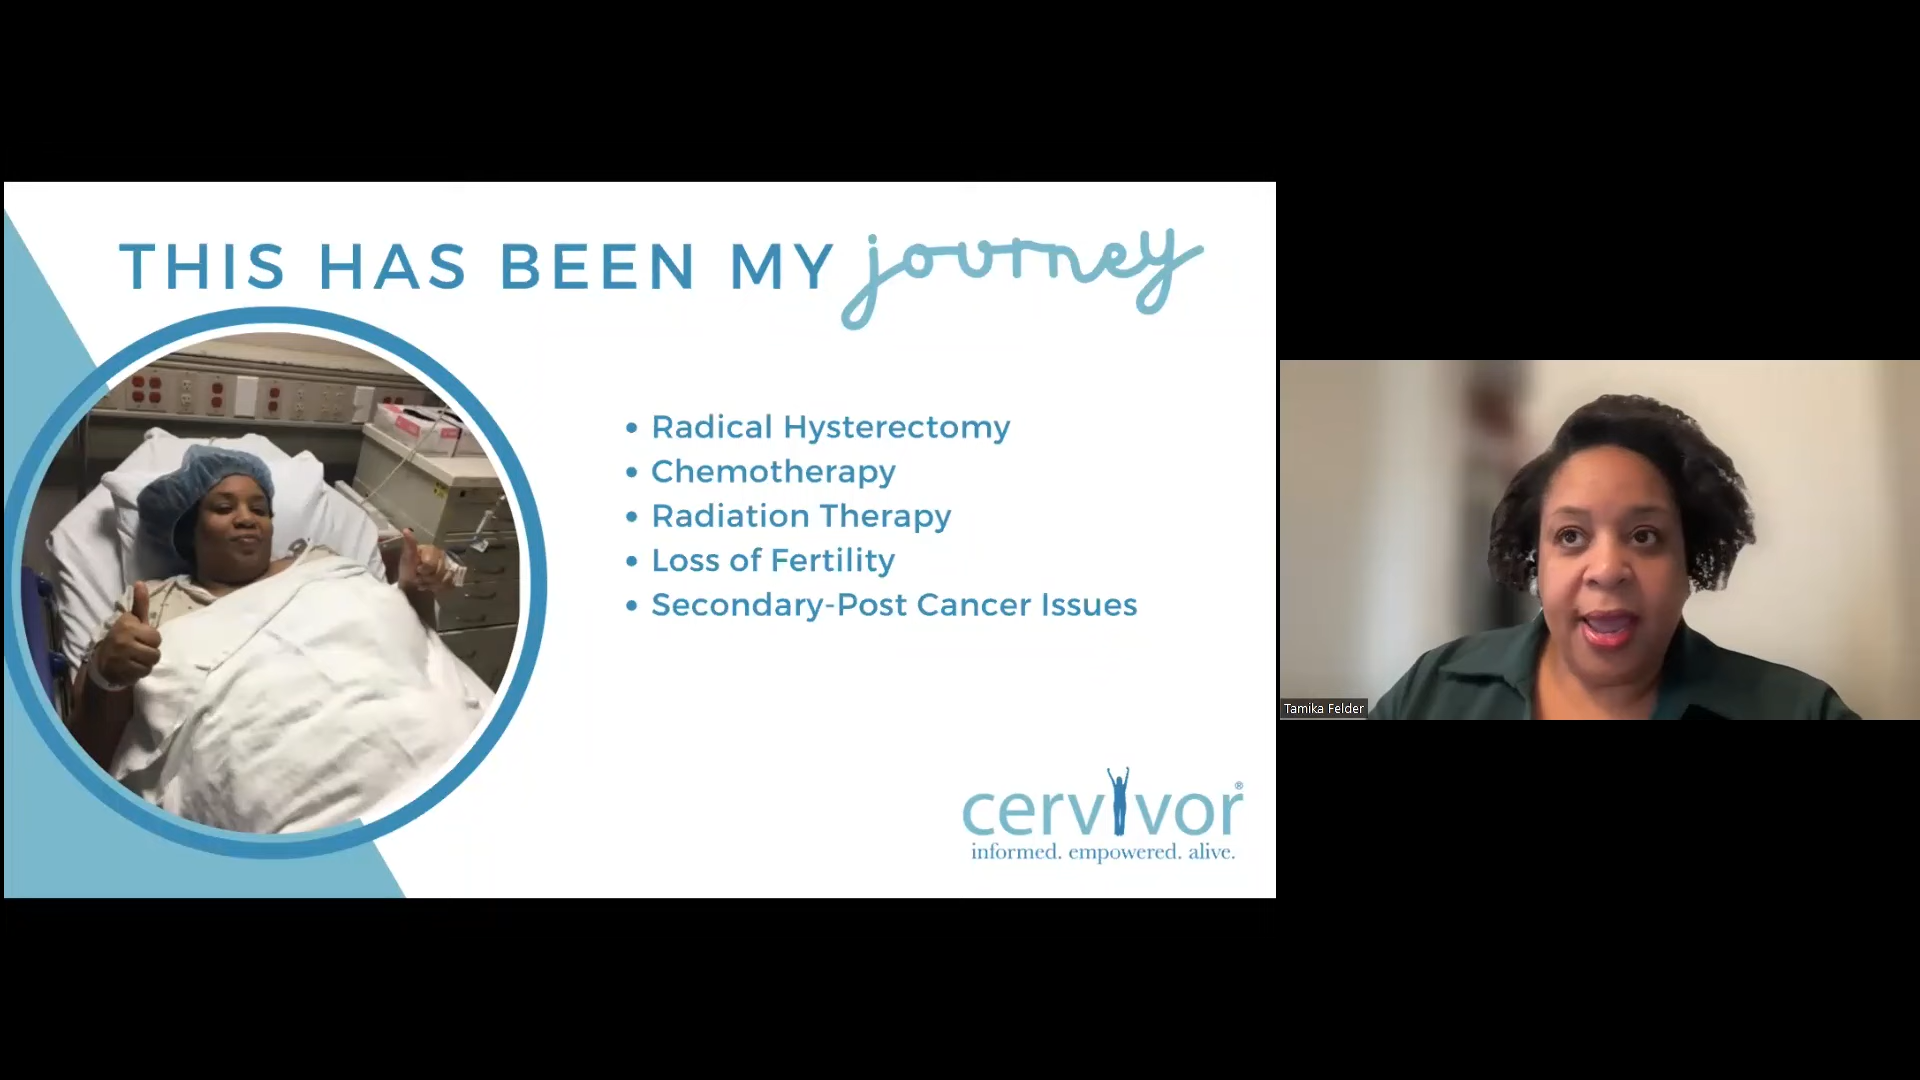 THIS HAS BEEN MY journey
• Radical Hysterectomy
• Chemotherapy
• Radiation Therapy
• Loss of Fertility
• Secondary-Post Cancer Issues
cervivor®
informed. empowered. alive.
Tamika Felder